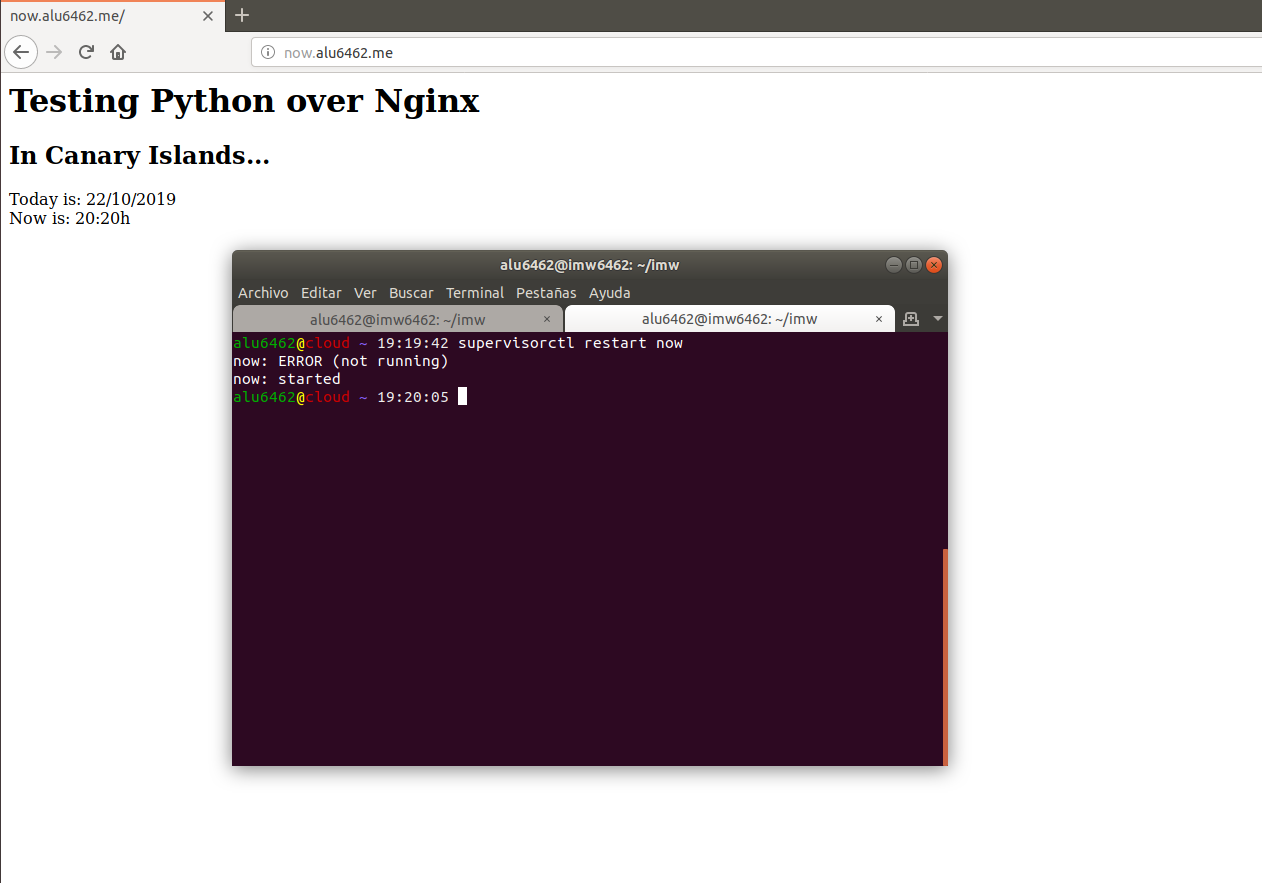 now.alu6462.me/
now.alu6462.me
Testing Python over Nginx
In Canary Islands...
Today is: 22/10/2019
Now is: 20:20h
alu6462@imw6462: ~/imw
Archivo Editar Ver Buscar Terminal Pestañas Ayuda
alu6462@imw6462: ~/imw alu6462@imw6462: ~/imw
alu6462@cloud ~ 19:19:42 supervisorctl restart now
now: ERROR (not running)
now: started
alu6462@cloud ~ 19:20:05